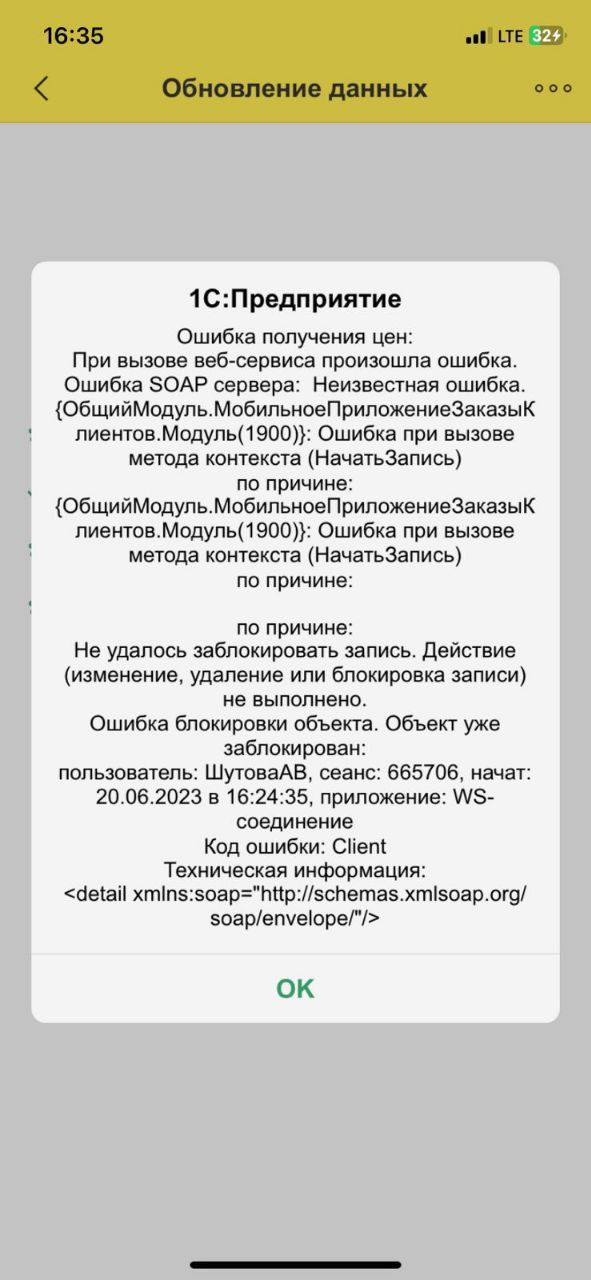 16:35
LTE 32
Обновление данных
1С:Предприятие
Ошибка получения цен:
При вызове веб-сервиса произошла ошибка.
Ошибка SOAP сервера:  Неизвестная ошибка.
{ОбщийМодуль.МобильноеПриложениеЗаказыК
лиентов.Модуль(1900)}: Ошибка при вызове
метода контекста (НачатьЗапись)
по причине:
{ОбщийМодуль.МобильноеПриложениеЗаказыК
лиентов.Модуль(1900)}: Ошибка при вызове
метода контекста (НачатьЗапись)
по причине:
по причине:
Не удалось заблокировать запись. Действие
(изменение, удаление или блокировка записи)
не выполнено.
Ошибка блокировки объекта. Объект уже
заблокирован:
пользователь: ШутоваАВ, сеанс: 665706, начат:
20.06.2023 в 16:24:35, приложение: WS-
соединение
Код ошибки: Client
Техническая информация:
<detail xmlns:soap="http://schemas.xmlsoap.org/
soap/envelope/"/>
OK